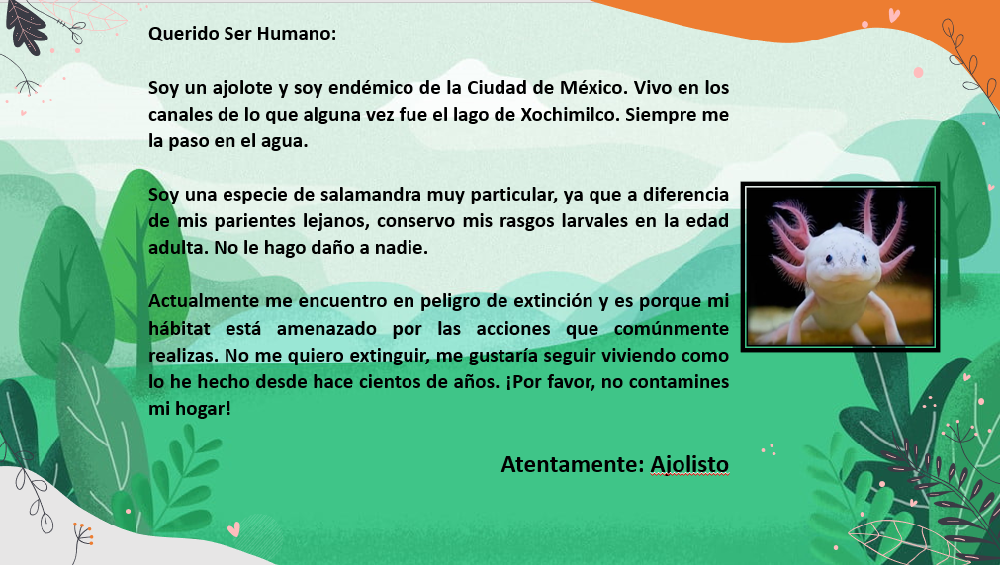 Querido Ser Humano:
Soy un ajolote y soy endémico de la Ciudad de México. Vivo en los
canales de lo que alguna vez fue el lago de Xochimilco. Siempre me
la paso en el agua.
Soy una especie de salamandra muy particular, ya que a diferencia
de mis parientes lejanos, conservo mis rasgos larvales en la edad
adulta. No le hago daño a nadie.
Actualmente me encuentro en peligro de extinción y es porque mi
hábitat está amenazado por las acciones que comúnmente
realizas. No me quiero extinguir, me gustaría seguir viviendo como
lo he hecho desde hace cientos de años. ¡Por favor, no contamines
mi hogar!
Atentamente: Ajolisto